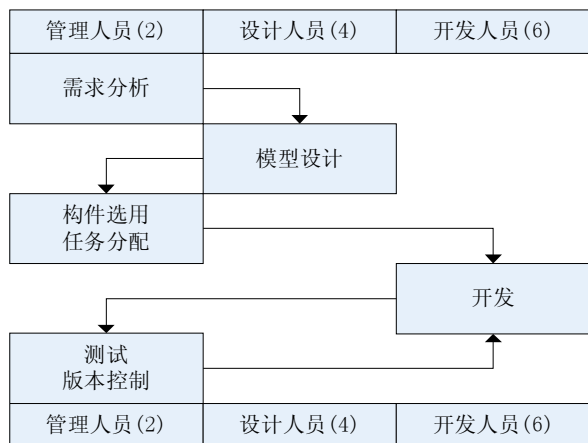 管理人员(2) 设计人员(4) 开发人员(6)
需求分析
模型设计
构件选用
任务分配
开发
测试
版本控制
管理人员(2) 设计人员(4) 开发人员(6)